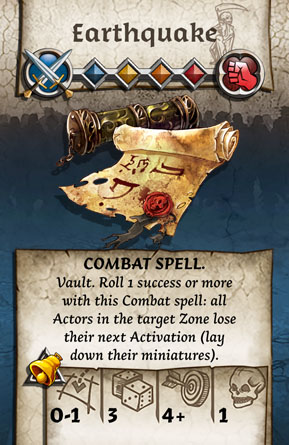 Earthquake
COMBAT SPELL.
Vault. Roll 1 success or more
with this Combat spell: all
Actors in the target Zone lose
their next Activation (lay
down their miniatures).
0-1 3 4+ 1